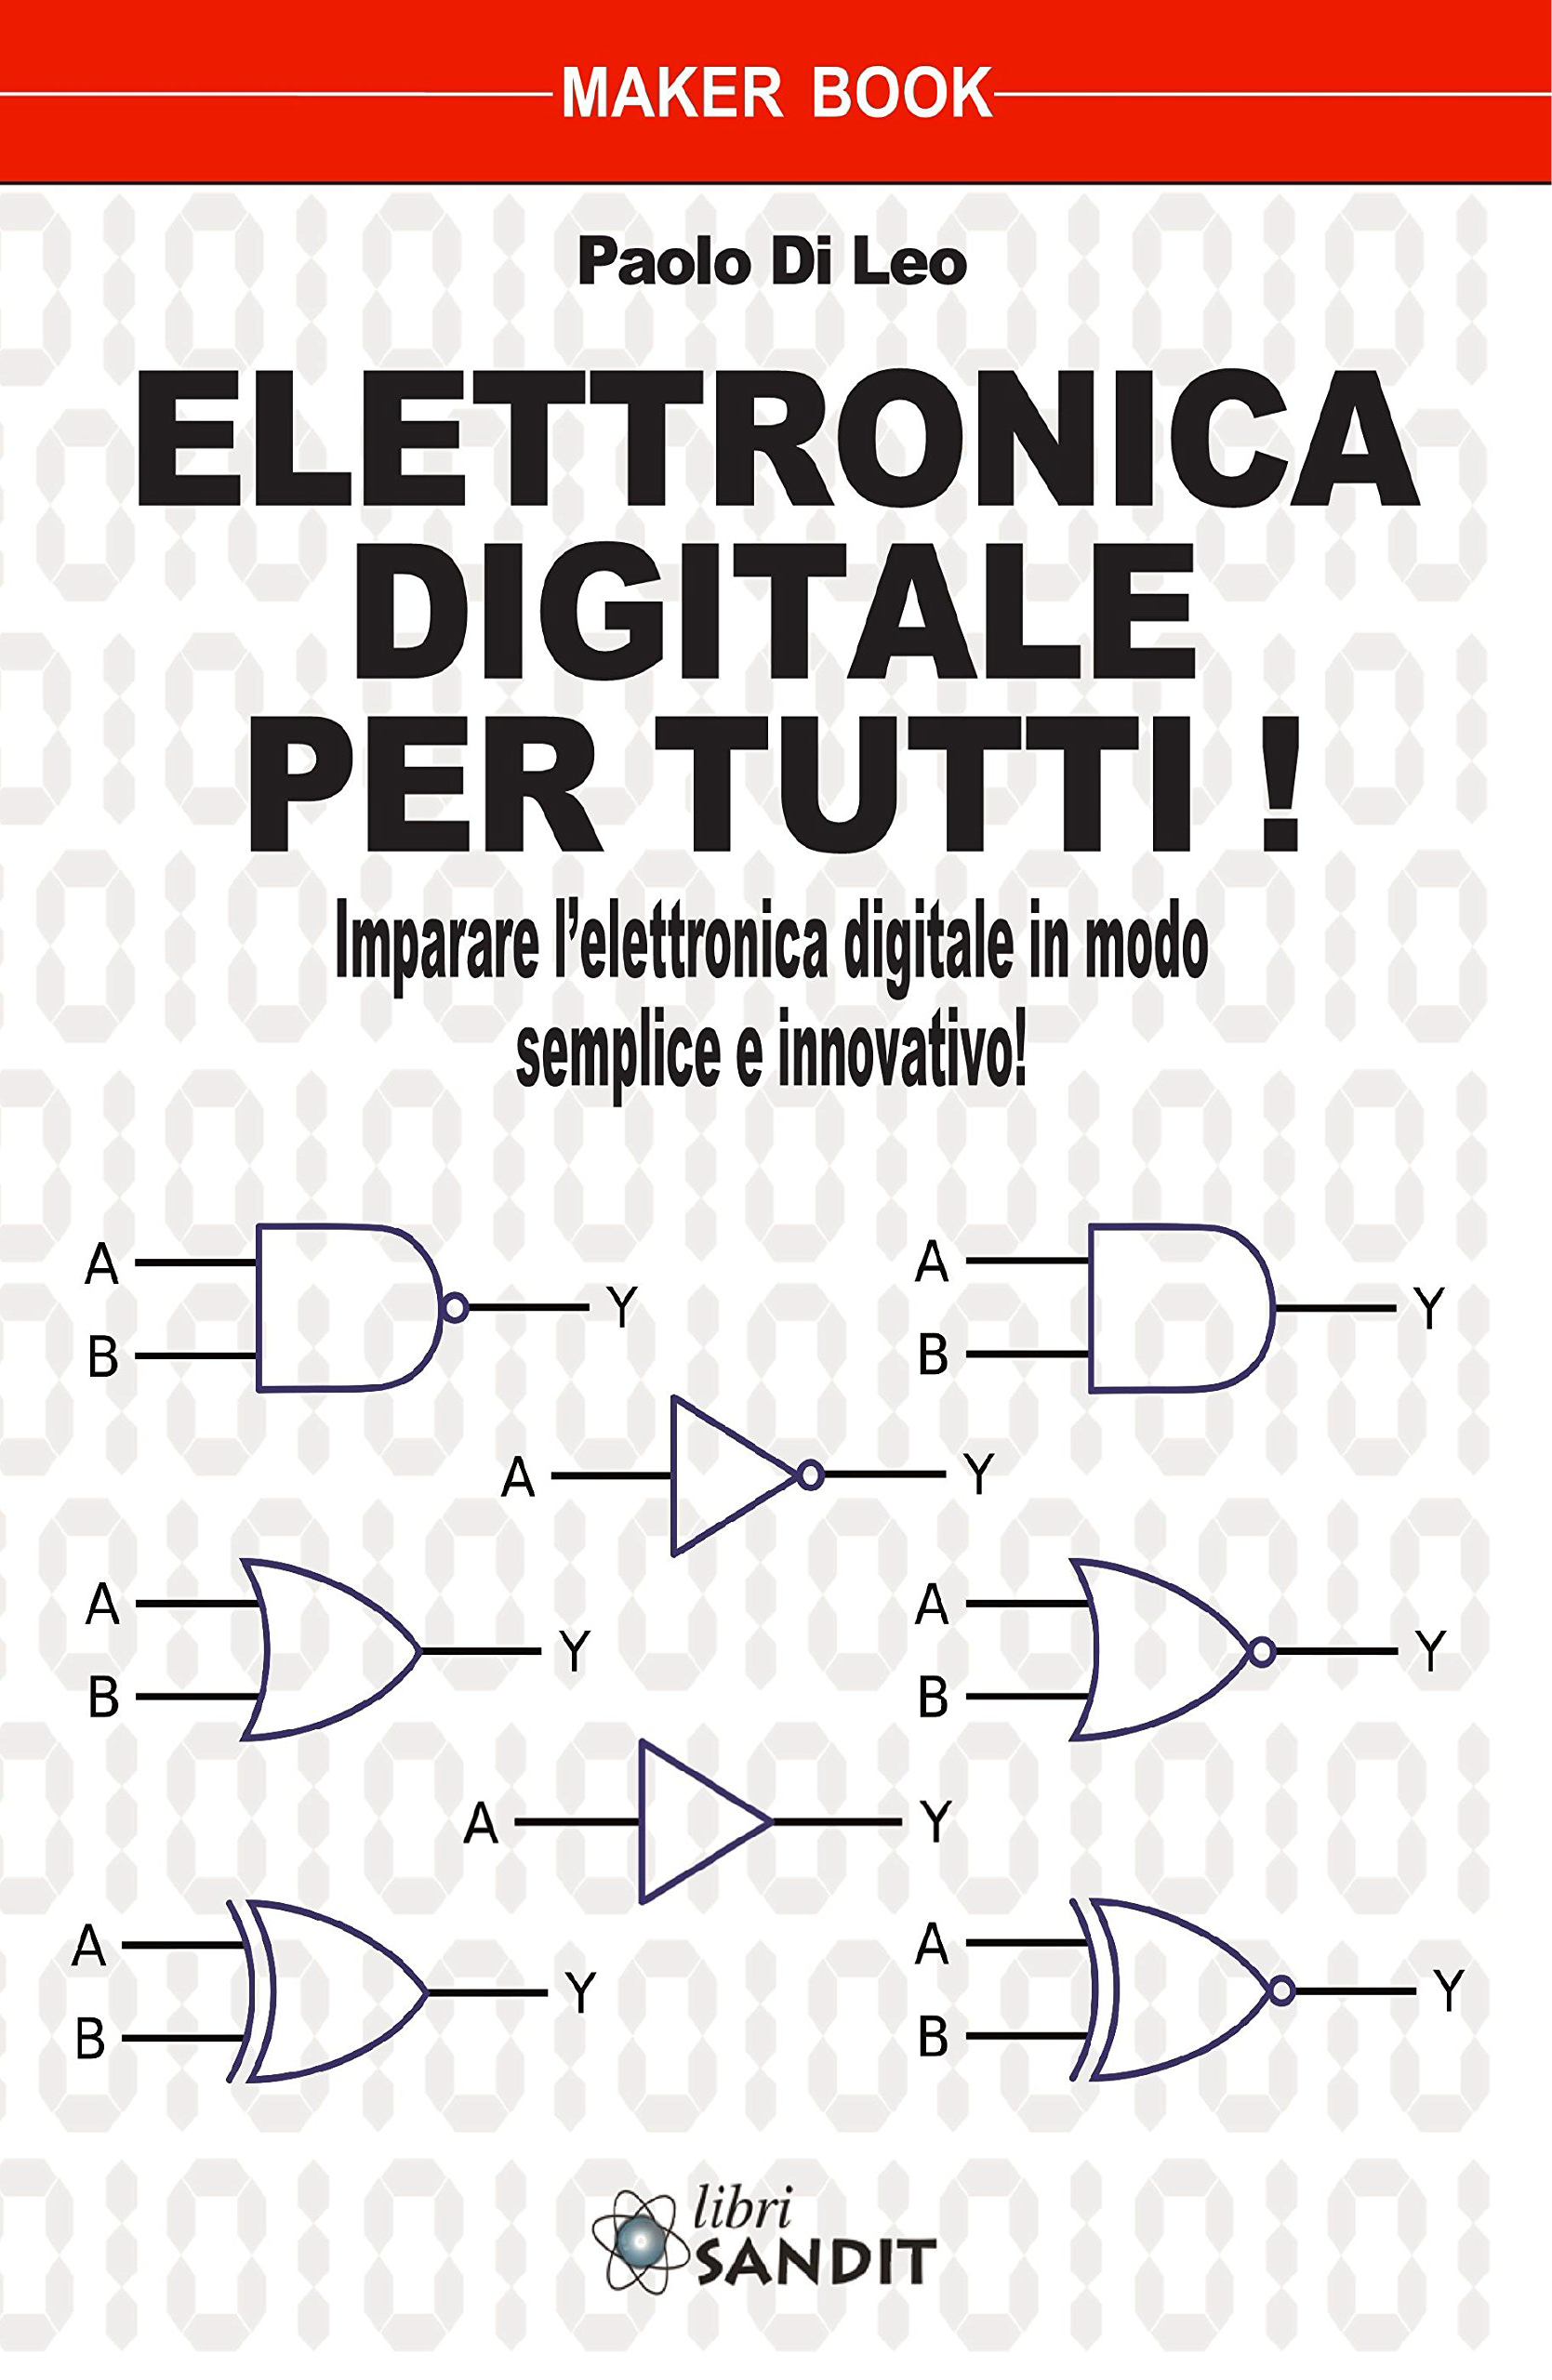 MAKER BOOK
Paolo Di Leo
ELETTRONICA
DIGITALE
PER TUTTI !
Imparare l'elettronica digitale in modo
semplice e innovativo!
A
B
Y
A
B
Y
A
Y
A
B
Y
A
B
Y
A
Y
A
B
Y
A
B
Y
libri
SANDIT